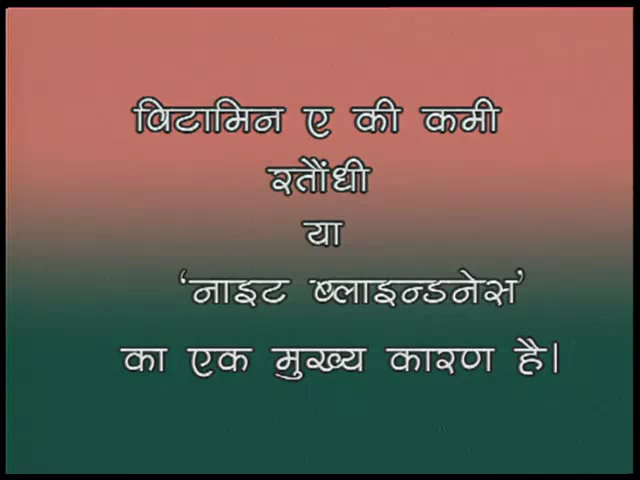 विटामिन ए की कमी
रतौंधी
या
‘नाइट ब्लाइन्डनेस’
का एक मुख्य कारण है।